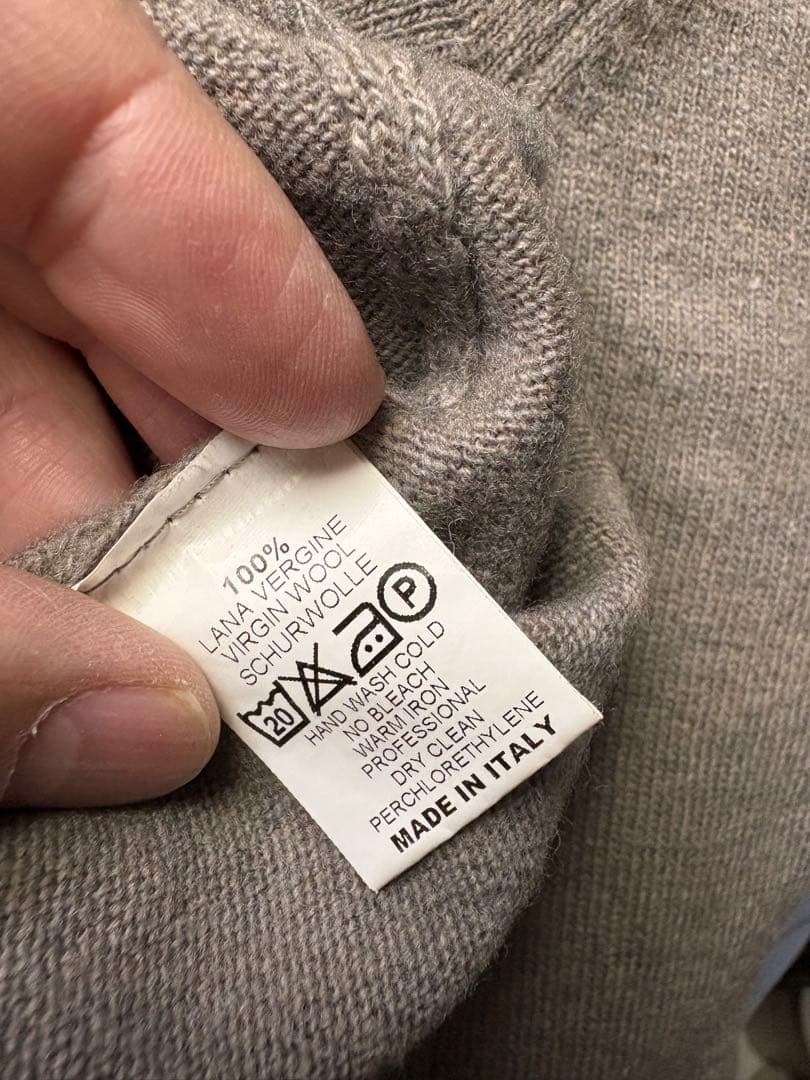 100%
LANA VERGINE
VIRGIN WOOL
SCHURWOLLE
20 P
HAND WASH COLD
NO BLEACH
WARM IRON
PROFESSIONAL
DRY CLEAN
PERCHLORETHYLENE
MADE IN ITALY